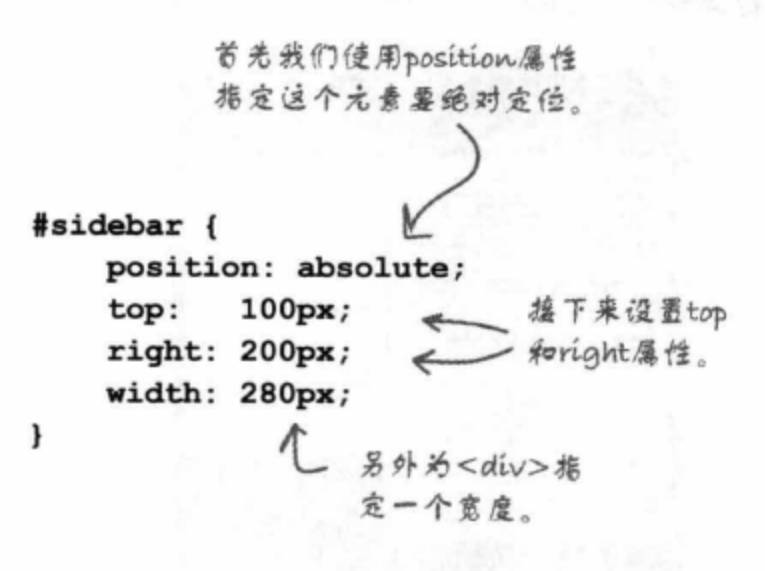 首先我们使用position属性
指定这个元素要绝对定位。
#sidebar {
position: absolute;
top: 100px;
right: 200px;
width: 280px;
}
接下来设置top
和right属性。
另外为<div>指
定一个宽度。